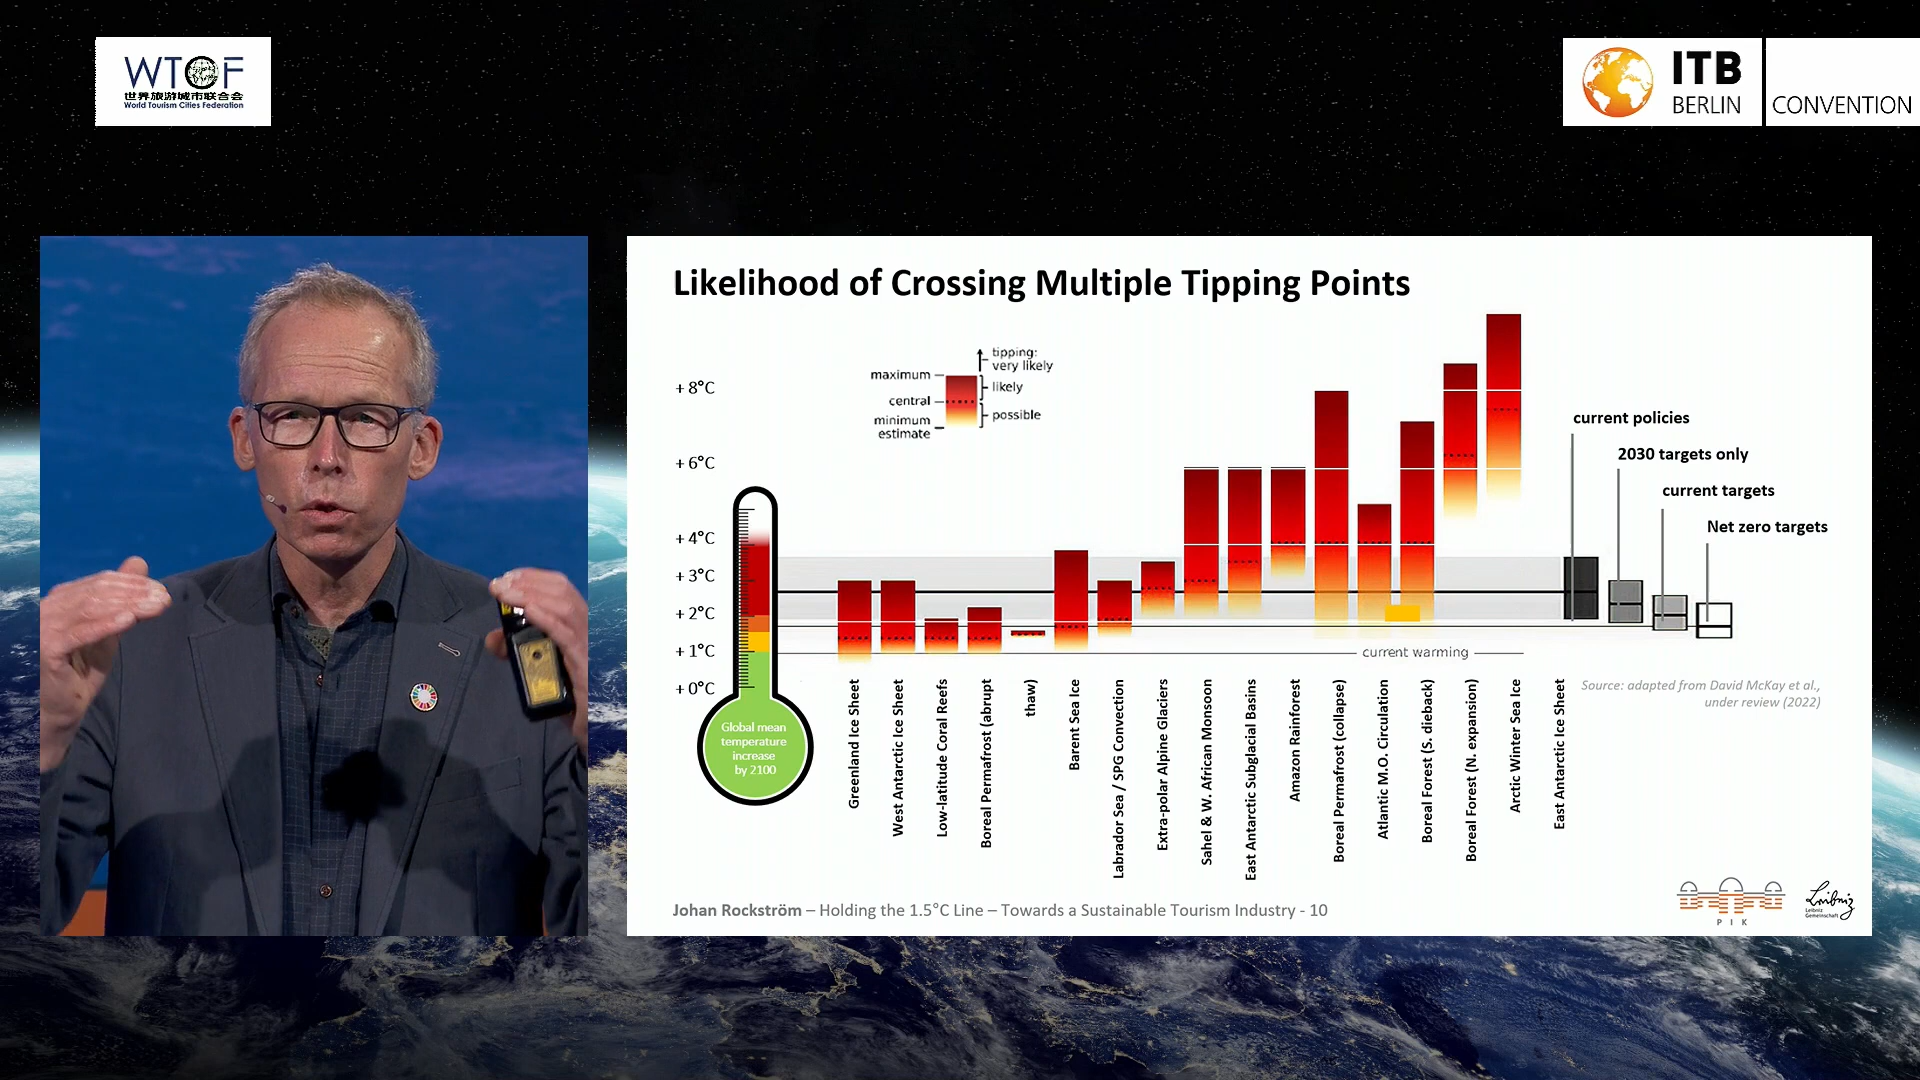 WTCF
世界旅游城市联合会
World Tourism Cities Federation
ITB
BERLIN
CONVENTION
Likelihood of Crossing Multiple Tipping Points
tipping:
very likely
maximum
likely
central
possible
minimum
estimate
+ 8°C
+ 6°C
+ 4°C
+ 3°C
+ 2°C
+ 1°C
+ 0°C
current policies
2030 targets only
current targets
Net zero targets
current warming
Global mean
temperature
increase
by 2100
Greenland Ice Sheet
West Antarctic Ice Sheet
Low-latitude Coral Reefs
Boreal Permafrost (abrupt
thaw)
Barent Sea Ice
Labrador Sea / SPG Convection
Extra-polar Alpine Glaciers
Sahel & W. African Monsoon
East Antarctic Subglacial Basins
Amazon Rainforest
Boreal Permafrost (collapse)
Atlantic M.O. Circulation
Boreal Forest (S. dieback)
Boreal Forest (N. expansion)
Arctic Winter Sea Ice
East Antarctic Ice Sheet
Source: adapted from David McKay et al.,
under review (2022)
Johan Rockström – Holding the 1.5°C Line – Towards a Sustainable Tourism Industry - 10
P I K
Leibniz
Leibniz
Gemeinschaft